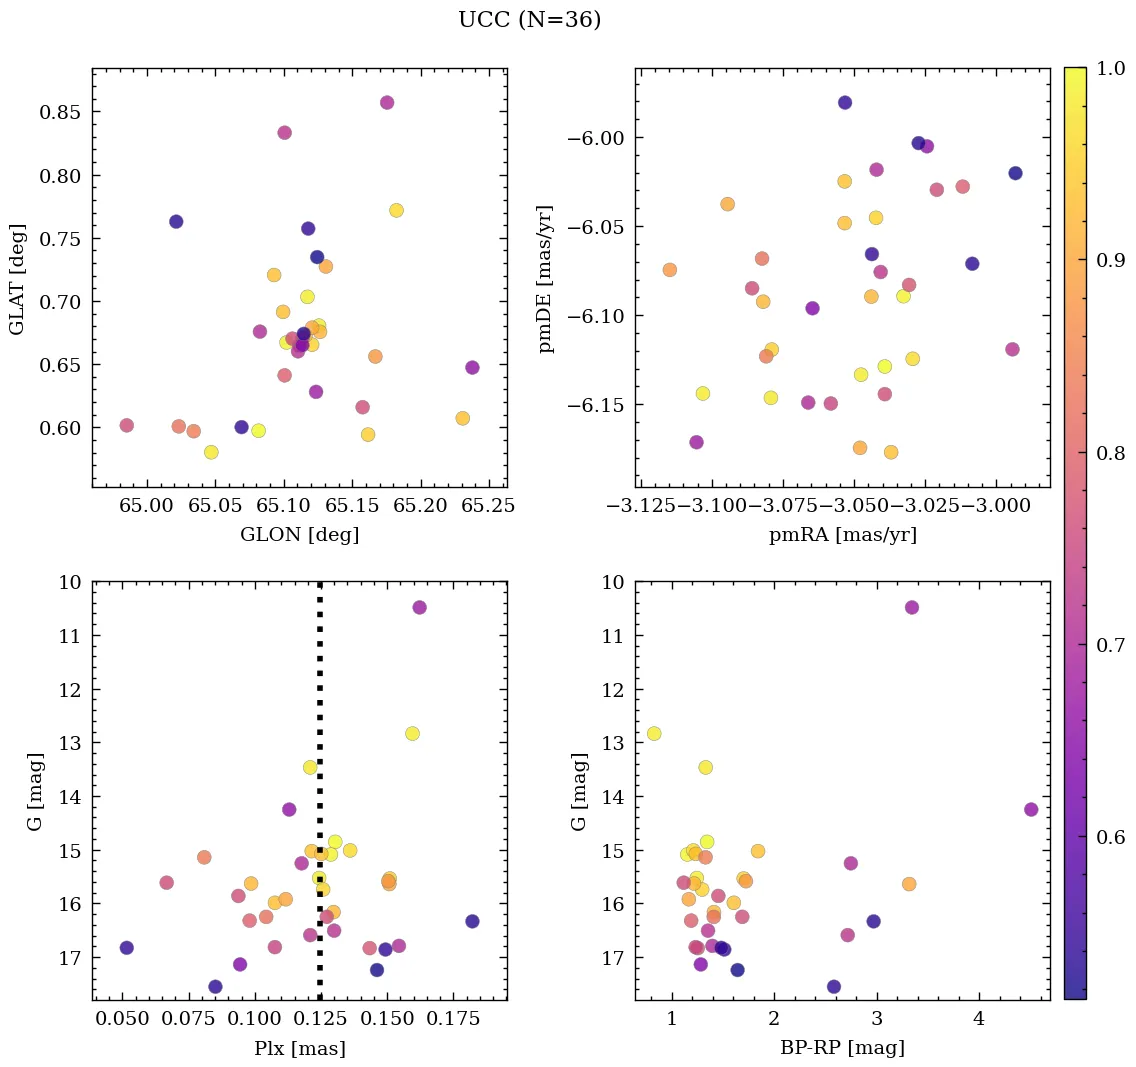 UCC (N=36)
0.85
0.80
0.75
0.70
0.65
0.60
GLAT [deg]
65.00 65.05 65.10 65.15 65.20 65.25
GLON [deg]
−6.00
−6.05
−6.10
−6.15
pmDE [mas/yr]
−3.125 −3.100 −3.075 −3.050 −3.025 −3.000
pmRA [mas/yr]
1.0
0.9
0.8
0.7
0.6
10
11
12
13
14
15
16
17
G [mag]
0.050 0.075 0.100 0.125 0.150 0.175
Plx [mas]
10
11
12
13
14
15
16
17
G [mag]
1 2 3 4
BP-RP [mag]